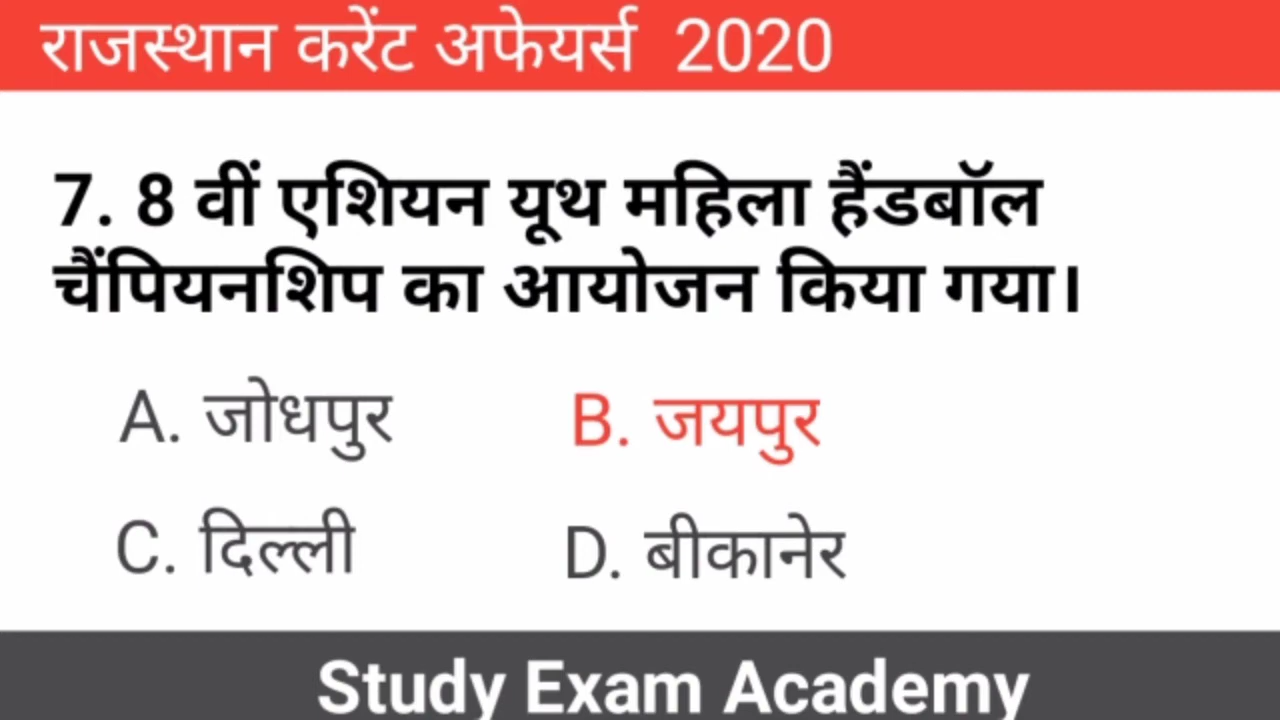 राजस्थान करेंट अफेयर्स 2020
7. 8 वीं एशियन यूथ महिला हैंडबॉल
चैंपियनशिप का आयोजन किया गया।
A. जोधपुर B. जयपुर
C. दिल्ली D. बीकानेर
Study Exam Academy